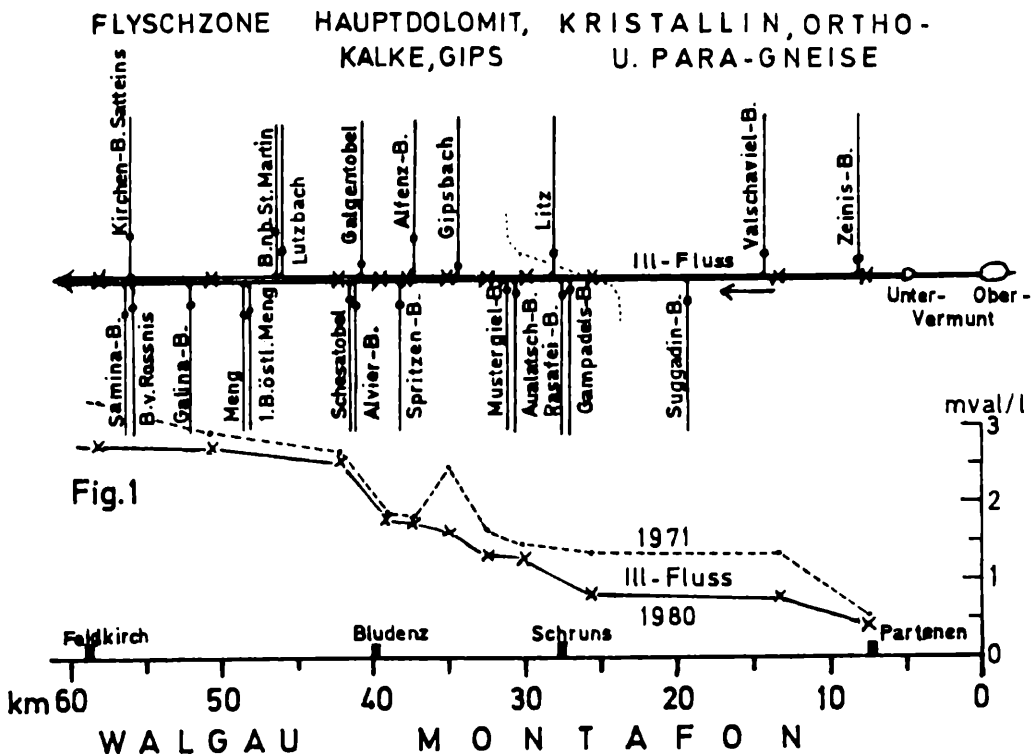 FLYSCHZONE
HAUPTDOLOMIT,
KALKE, GIPS
KRISTALLIN, ORTHO-
U. PARA-GNEISE
Kirchen-B. Satteins
B.nb.St.Martin
Lutzbach
Galgentobel
Alfenz-B.
Gipsbach
Litz
Valschaviel-B.
Zeinis-B.
Ill-Fluss
Unter-
Ober-
Vermunt
Samina-B.
B.v.Rossnis
Galina-B.
Meng
1.B.östl.Meng
Schesatobel
Alvier-B.
Spritzen-B.
Mustergiel-B.
Aualatsch-B.
Rasafei-B.
Gampadels-B.
Suggadin-B.
mval/l
3
2
1
0
Fig.1
1971
Ill-Fluss
1980
Feldkirch
Bludenz
Schruns
Partenen
km 60 50 40 30 20 10 0
WALGAU MONTAFON